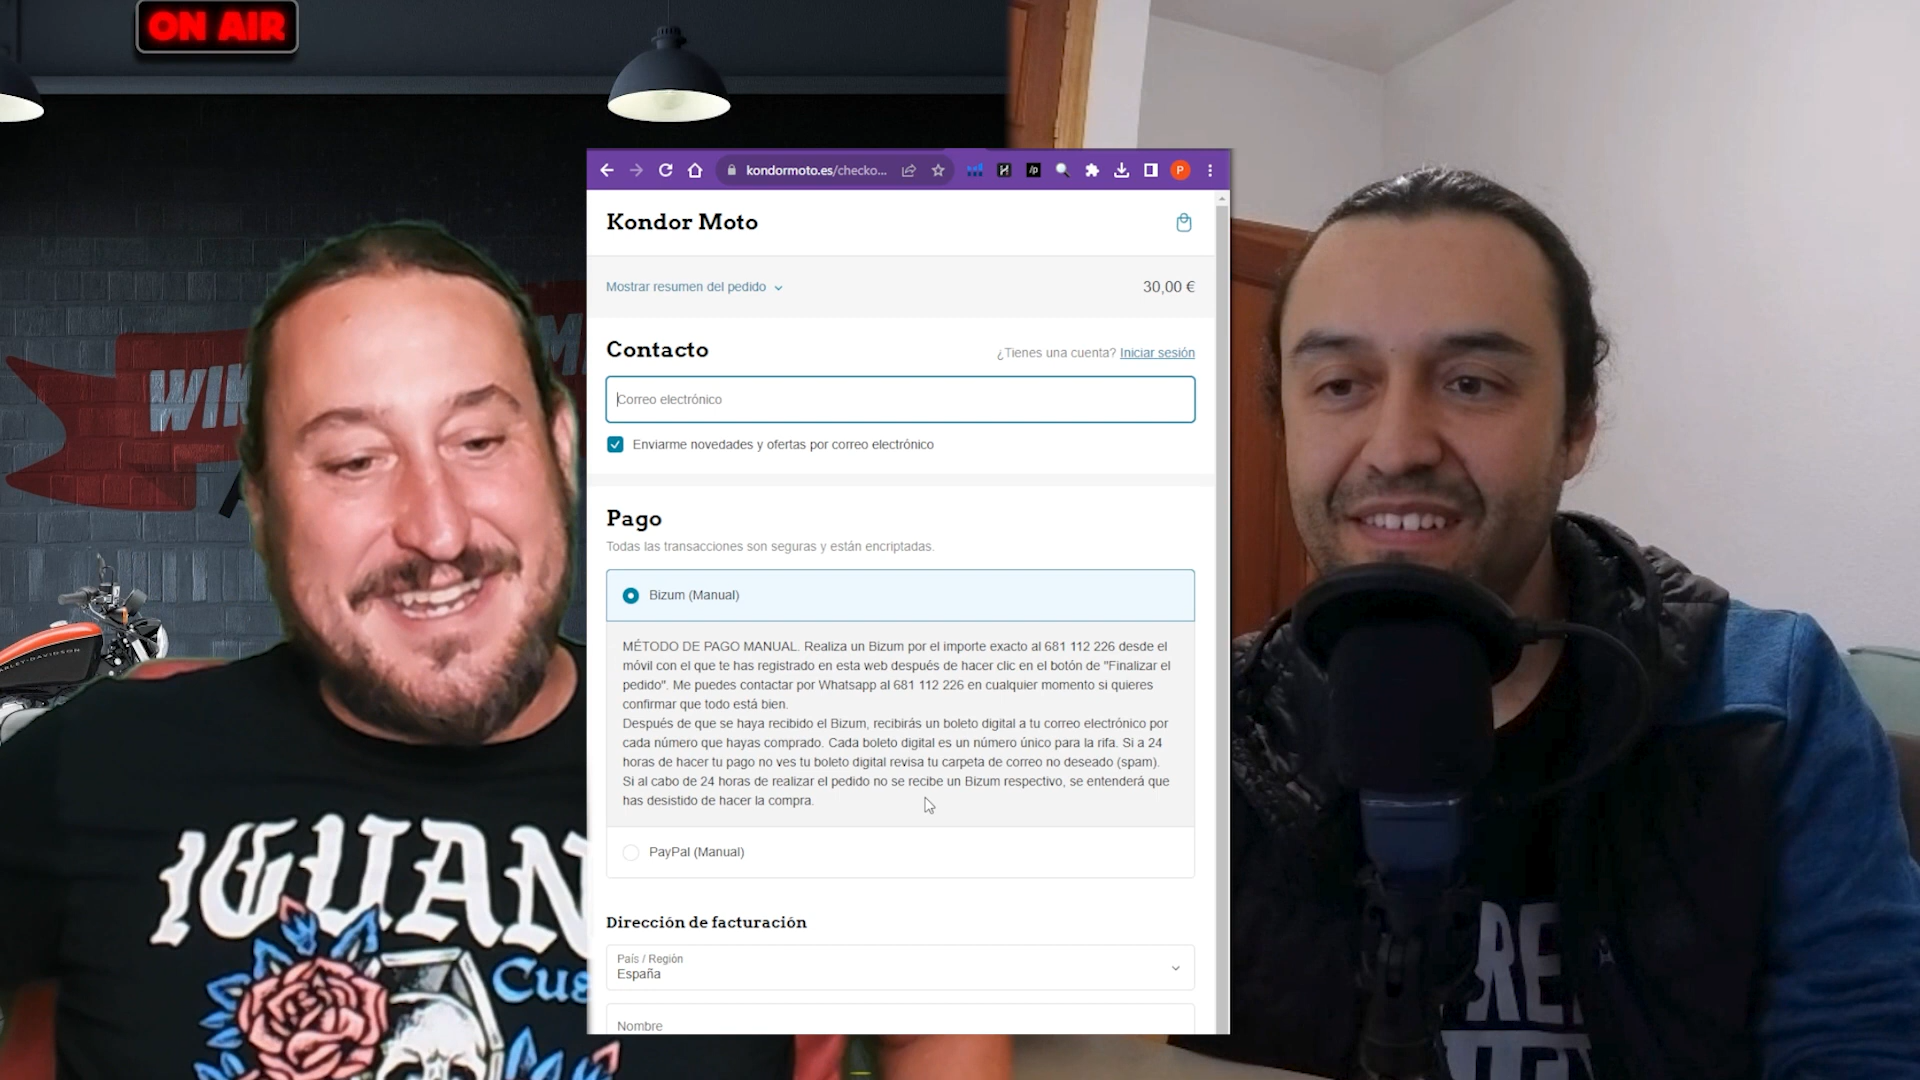 ON AIR
kondormoto.es/checko...
P
Kondor Moto
Mostrar resumen del pedido
30,00 €
Contacto
¿Tienes una cuenta? Iniciar sesión
Correo electrónico
Enviarme novedades y ofertas por correo electrónico
Pago
Todas las transacciones son seguras y están encriptadas.
Bizum (Manual)
MÉTODO DE PAGO MANUAL. Realiza un Bizum por el importe exacto al 681 112 226 desde el
móvil con el que te has registrado en esta web después de hacer clic en el botón de "Finalizar el
pedido". Me puedes contactar por Whatsapp al 681 112 226 en cualquier momento si quieres
confirmar que todo está bien.
Después de que se haya recibido el Bizum, recibirás un boleto digital a tu correo electrónico por
cada número que hayas comprado. Cada boleto digital es un número único para la rifa. Si a 24
horas de hacer tu pago no ves tu boleto digital revisa tu carpeta de correo no deseado (spam).
Si al cabo de 24 horas de realizar el pedido no se recibe un Bizum respectivo, se entenderá que
has desistido de hacer la compra.
PayPal (Manual)
Dirección de facturación
País / Región
España
Nombre
IGUAN
Cus